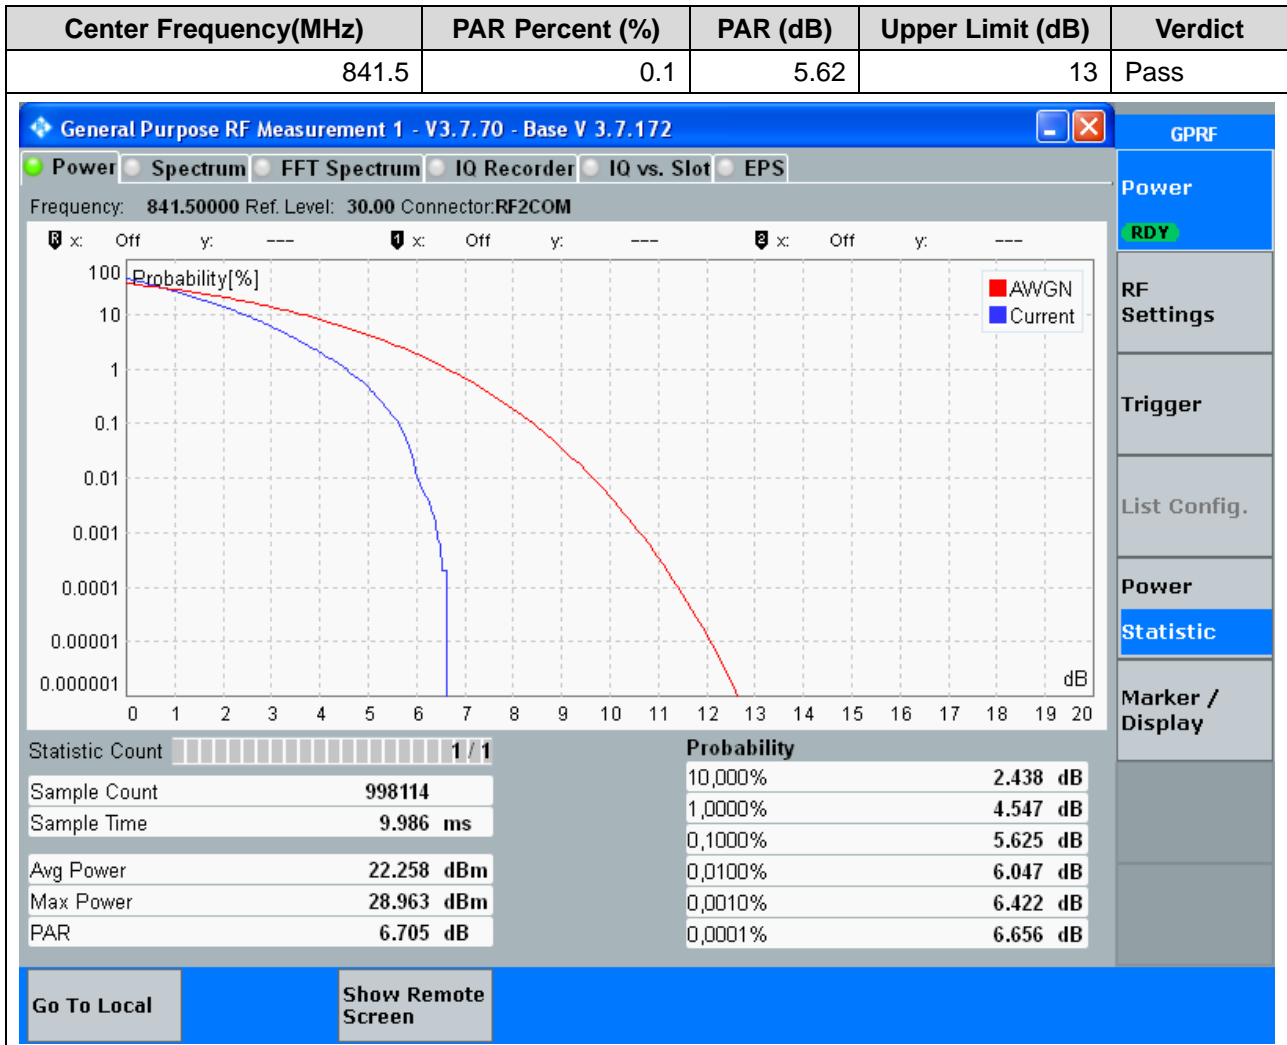 Center Frequency(MHz) PAR Percent (%) PAR (dB) Upper Limit (dB) Verdict
841.5 0.1 5.62 13 Pass
General Purpose RF Measurement 1 - V3.7.70 - Base V 3.7.172
GPRF
Power Spectrum FFT Spectrum IQ Recorder IQ vs. Slot EPS
Frequency: 841.50000 Ref. Level: 30.00 Connector:RF2COM
R x: Off y: --- 1 x: Off y: --- 2 x: Off y: ---
Probability[%]
AWGN
Current
100
10
1
0.1
0.01
0.001
0.0001
0.00001
0.000001
dB
0 1 2 3 4 5 6 7 8 9 10 11 12 13 14 15 16 17 18 19 20
Statistic Count 1 / 1
Sample Count 998114
Sample Time 9.986 ms
Avg Power 22.258 dBm
Max Power 28.963 dBm
PAR 6.705 dB
Probability
10,000% 2.438 dB
1,0000% 4.547 dB
0,1000% 5.625 dB
0,0100% 6.047 dB
0,0010% 6.422 dB
0,0001% 6.656 dB
Power
RDY
RF
Settings
Trigger
List Config.
Power
Statistic
Marker /
Display
Go To Local
Show Remote
Screen